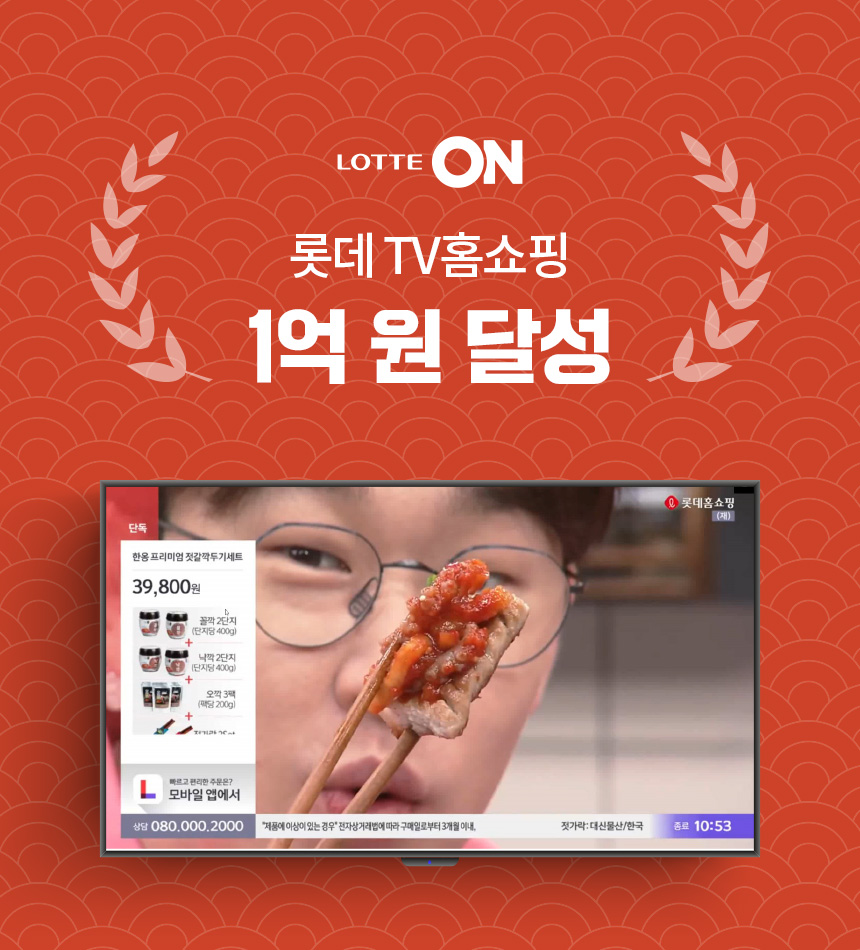 LOTTE ON
롯데 TV홈쇼핑
1억 원 달성
롯데홈쇼핑
(재)
단독
한옹 프리미엄 젓갈깍두기세트
39,800원
꼴깍 2단지
(단지당 400g)
+
낙깍 2단지
(단지당 400g)
+
오깍 3팩
(팩당 200g)
+
빠르고 편리한 주문은?
모바일 앱에서
상담 080.000.2000
"제품에 이상이 있는 경우" 전자상거래법에 따라 구매일로부터 3개월 이내,
젓가락:대신물산/한국
종료 10:53